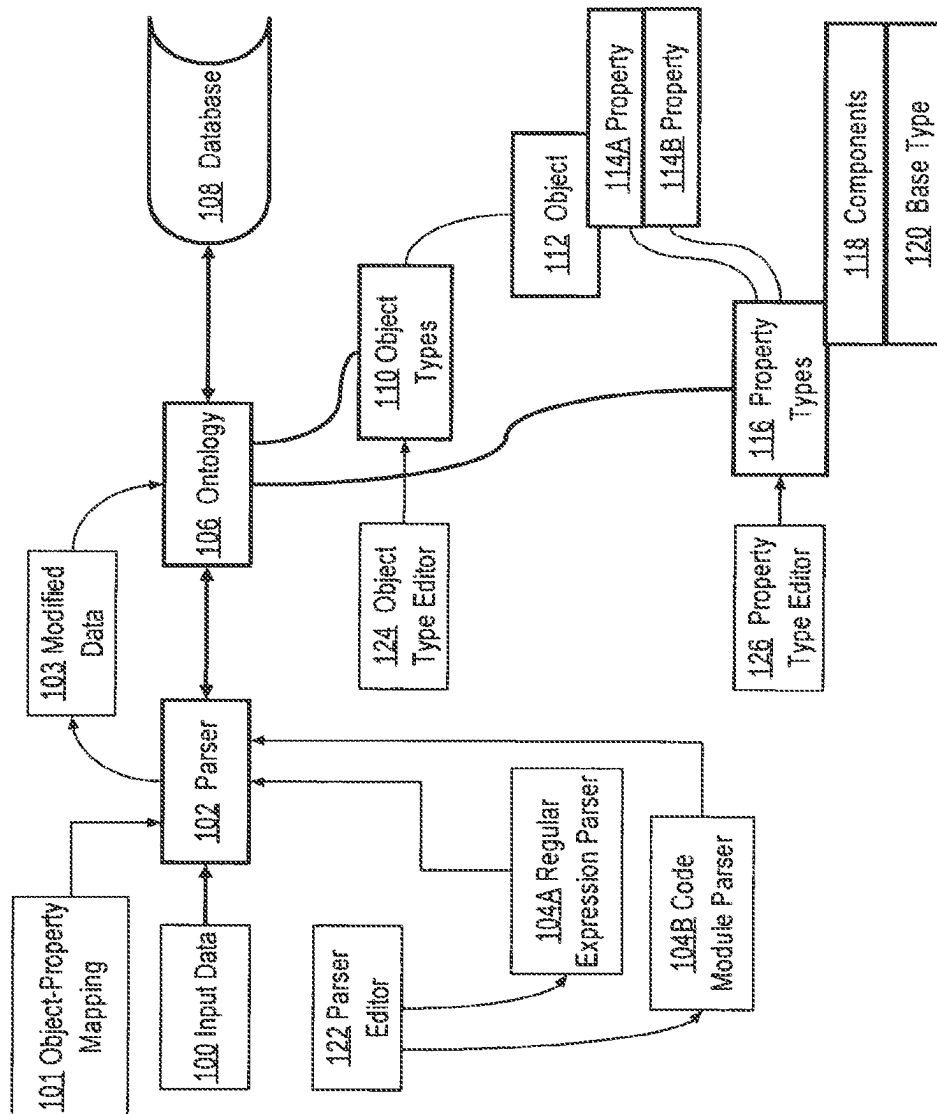 101 Object-Property
Mapping
100 Input Data
102 Parser
103 Modified
Data
106 Ontology
108 Database
122 Parser
Editor
104A Regular
Expression Parser
104B Code
Module Parser
124 Object
Type Editor
110 Object
Types
112 Object
114A Property
114B Property
126 Property
Type Editor
116 Property
Types
118 Components
120 Base Type